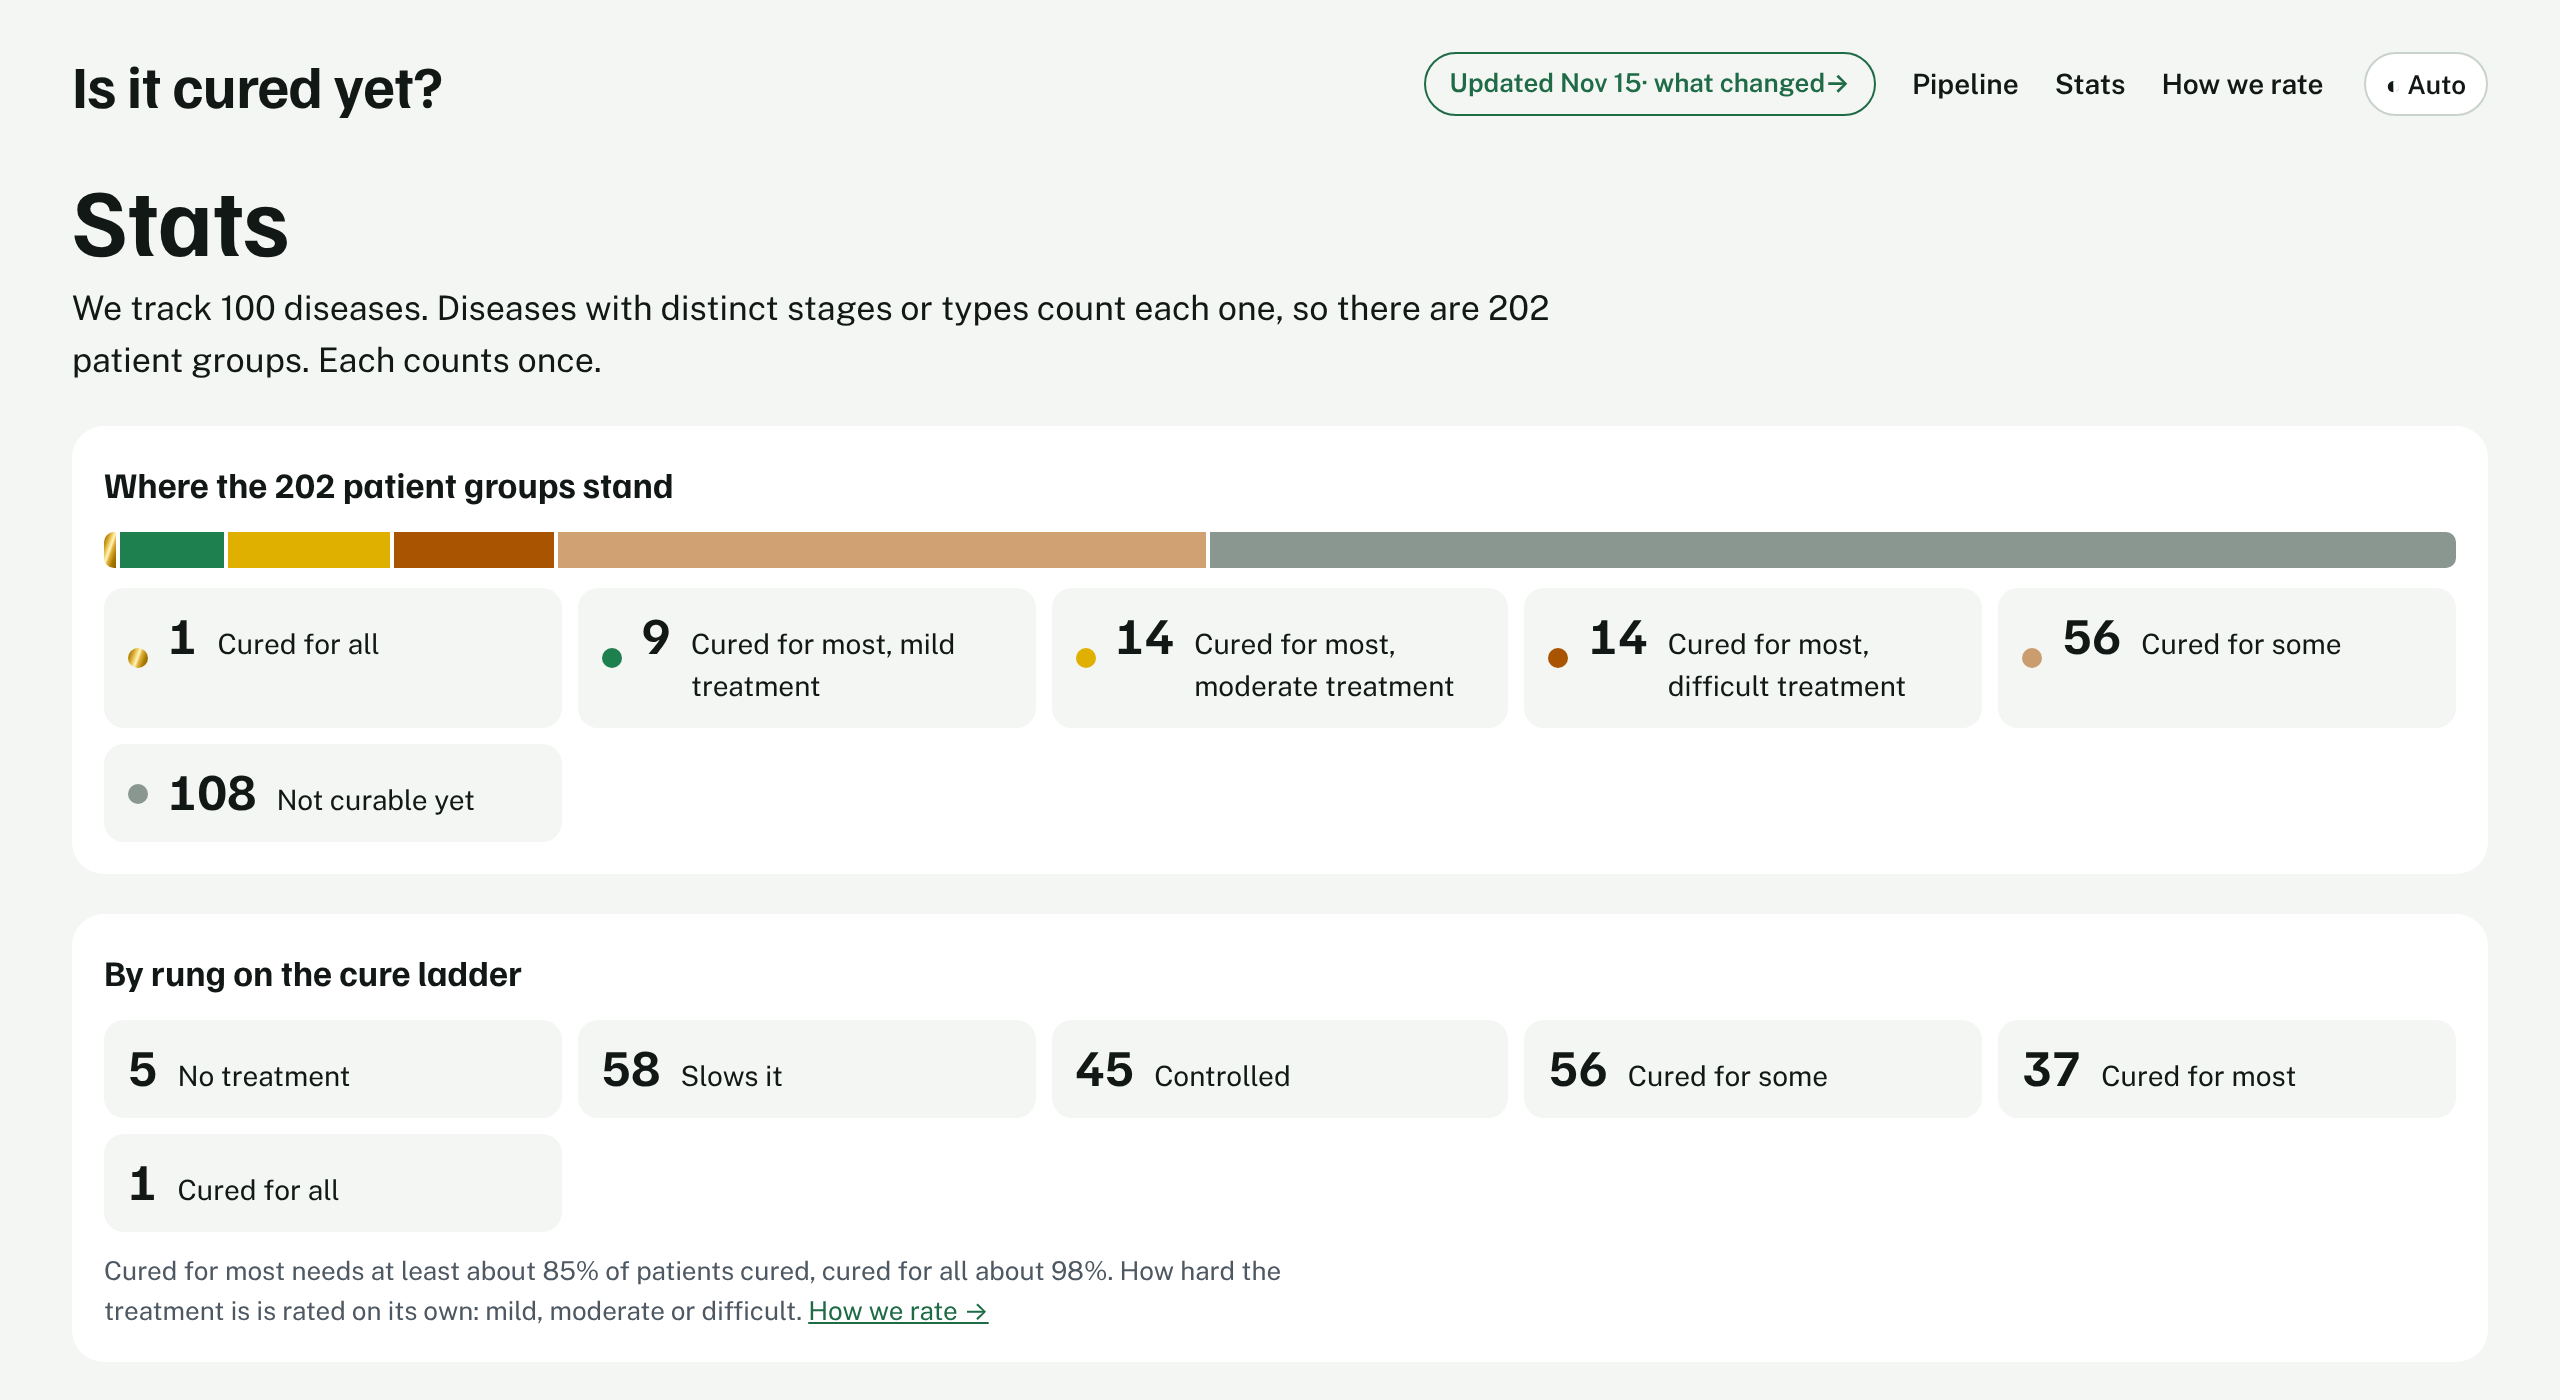 Is it cured yet?
Updated Nov 15· what changed→
Pipeline
Stats
How we rate
Auto
Stats
We track 100 diseases. Diseases with distinct stages or types count each one, so there are 202
patient groups. Each counts once.
Where the 202 patient groups stand
1 Cured for all
9 Cured for most, mild
treatment
14 Cured for most,
moderate treatment
14 Cured for most,
difficult treatment
56 Cured for some
108 Not curable yet
By rung on the cure ladder
5 No treatment
58 Slows it
45 Controlled
56 Cured for some
37 Cured for most
1 Cured for all
Cured for most needs at least about 85% of patients cured, cured for all about 98%. How hard the
treatment is is rated on its own: mild, moderate or difficult. How we rate →